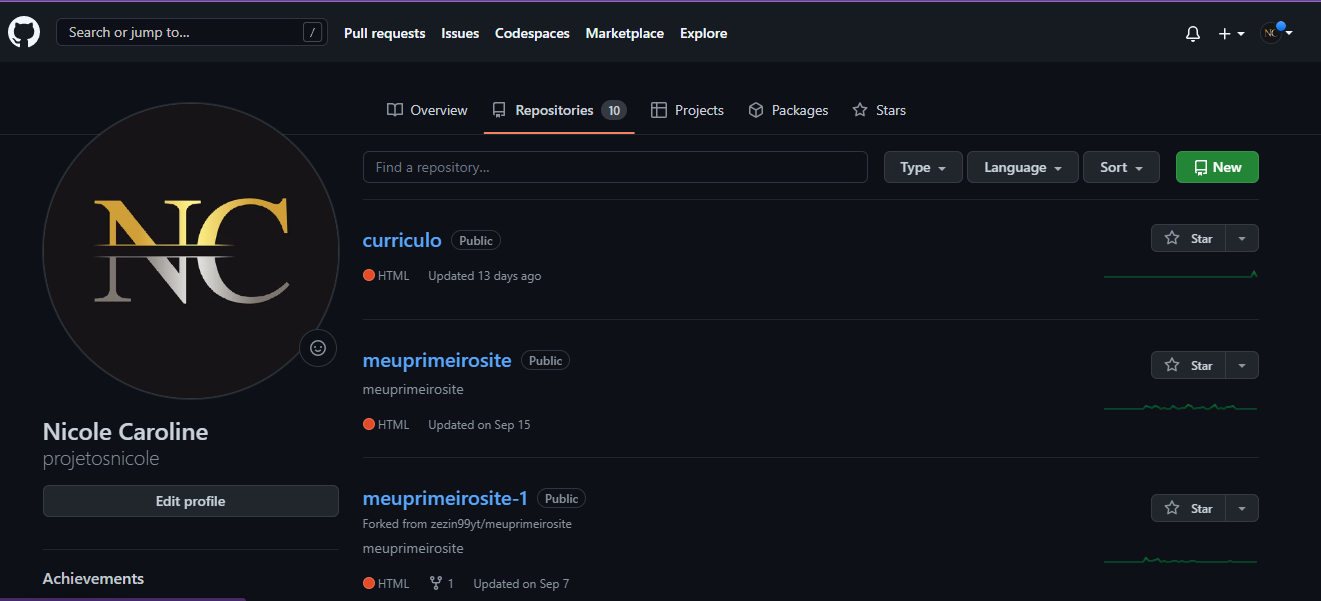 Search or jump to... /
Pull requests Issues Codespaces Marketplace Explore
NC
Overview Repositories 10 Projects Packages Stars
Find a repository... Type Language Sort New
NC
Nicole Caroline
projetosnicole
Edit profile
Achievements
curriculo Public Star
HTML Updated 13 days ago
meuprimeirosite Public Star
meuprimeirosite
HTML Updated on Sep 15
meuprimeirosite-1 Public Star
Forked from zezin99yt/meuprimeirosite
meuprimeirosite
HTML 1 Updated on Sep 7